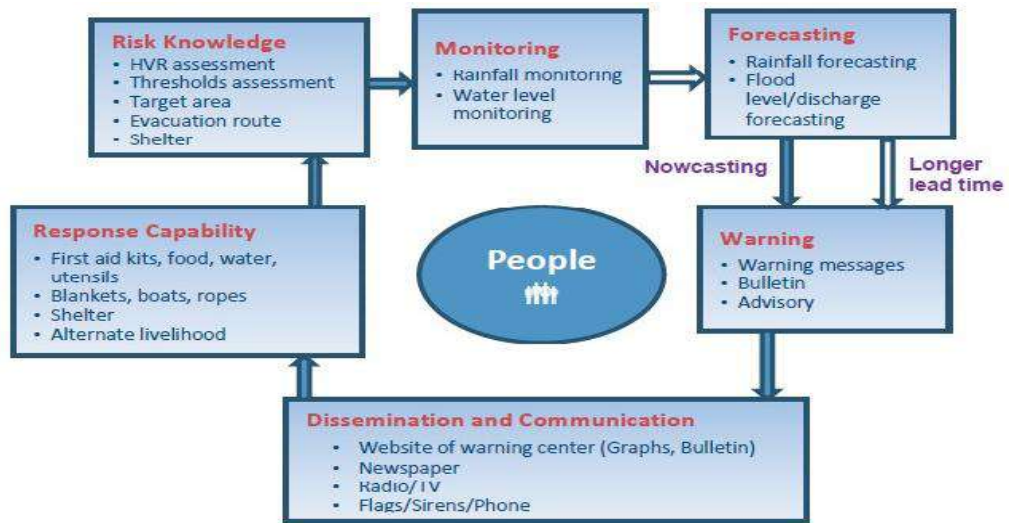 Risk Knowledge
• HVR assessment
• Thresholds assessment
• Target area
• Evacuation route
• Shelter
Monitoring
• Rainfall monitoring
• Water level
monitoring
Forecasting
• Rainfall forecasting
• Flood
level/discharge
forecasting
Nowcasting
Longer
lead time
Warning
• Warning messages
• Bulletin
• Advisory
Dissemination and Communication
• Website of warning center (Graphs, Bulletin)
• Newspaper
• Radio/TV
• Flags/Sirens/Phone
Response Capability
• First aid kits, food, water,
utensils
• Blankets, boats, ropes
• Shelter
• Alternate livelihood
People